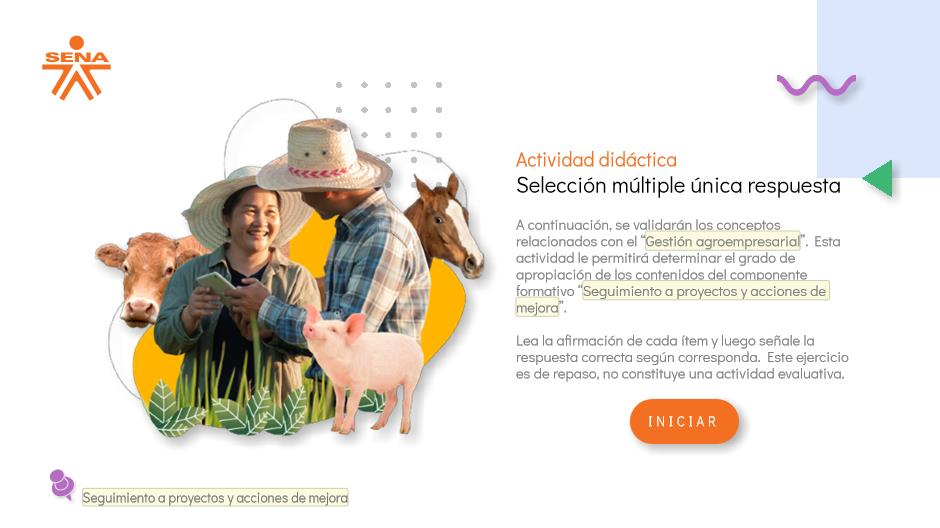 SENA
Actividad didáctica
Selección múltiple única respuesta
A continuación, se validarán los conceptos
relacionados con el “Gestión agroempresarial”. Esta
actividad le permitirá determinar el grado de
apropiación de los contenidos del componente
formativo “Seguimiento a proyectos y acciones de
mejora”.
Lea la afirmación de cada ítem y luego señale la
respuesta correcta según corresponda. Este ejercicio
es de repaso, no constituye una actividad evaluativa.
INICIAR
Seguimiento a proyectos y acciones de mejora